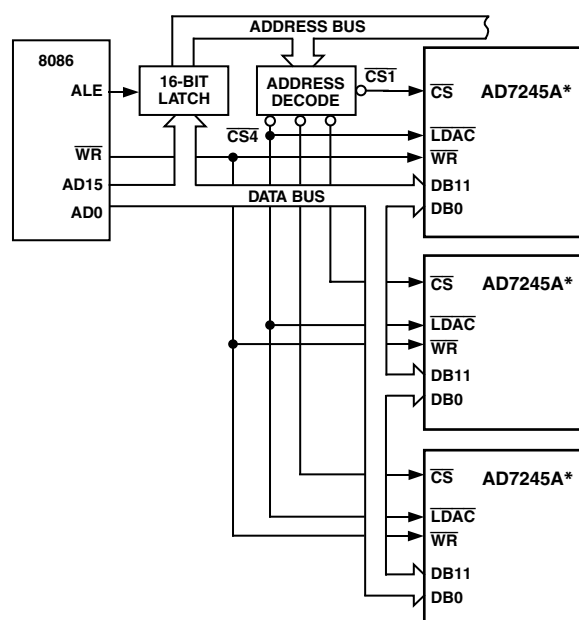 ADDRESS BUS
8086
ALE
WR
AD15
AD0
16-BIT
LATCH
ADDRESS
DECODE
CS1
CS4
DATA BUS
CS
AD7245A*
LDAC
WR
DB11
DB0
CS
AD7245A*
LDAC
WR
DB11
DB0
CS
AD7245A*
LDAC
WR
DB11
DB0